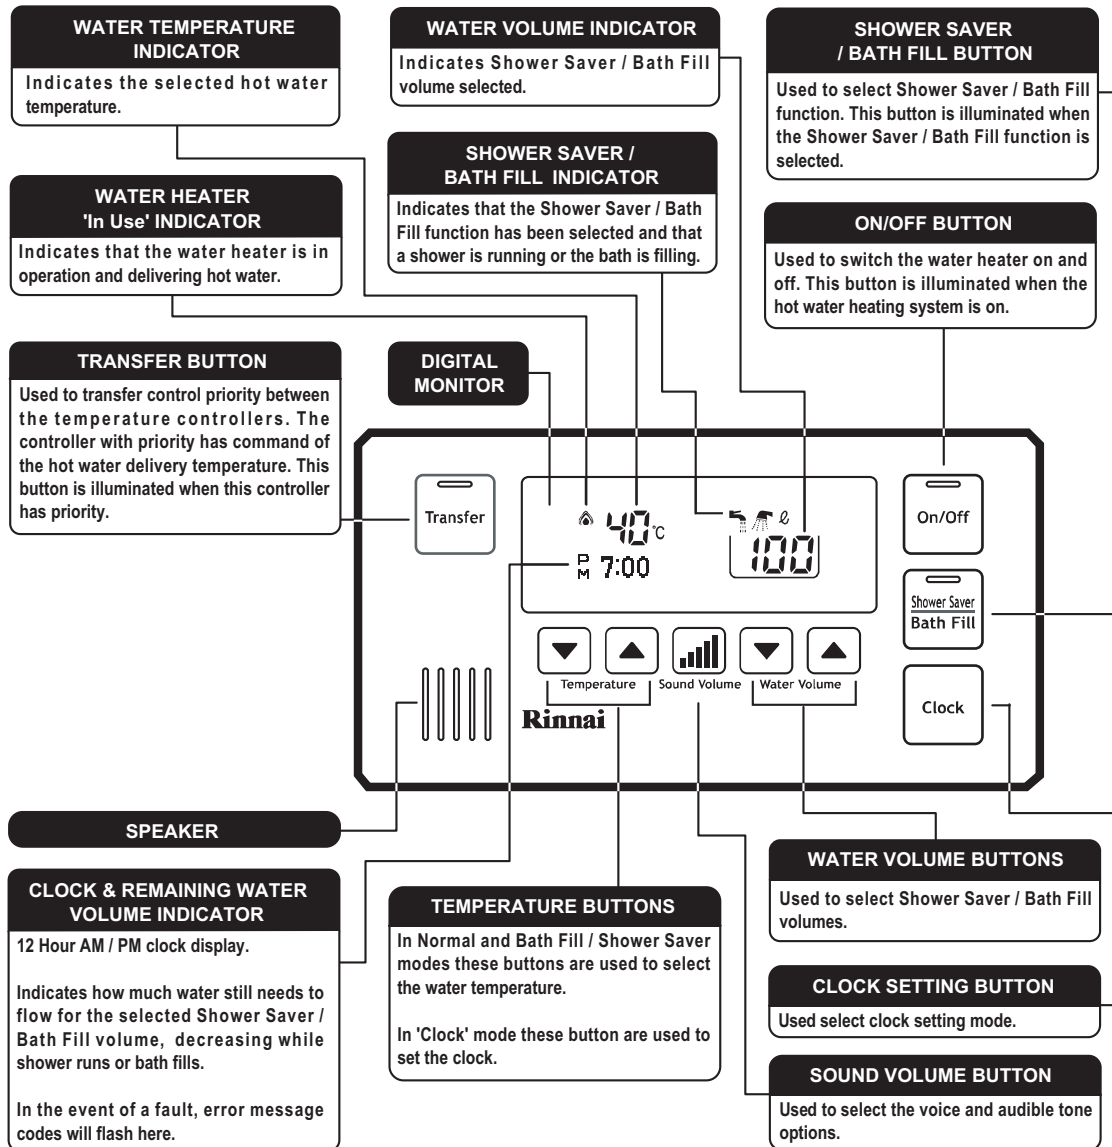 WATER TEMPERATURE
INDICATOR
Indicates the selected hot water
temperature.
WATER HEATER
'In Use' INDICATOR
Indicates that the water heater is in
operation and delivering hot water.
TRANSFER BUTTON
Used to transfer control priority between
the temperature controllers. The
controller with priority has command of
the hot water delivery temperature. This
button is illuminated when this controller
has priority.
WATER VOLUME INDICATOR
Indicates Shower Saver / Bath Fill
volume selected.
SHOWER SAVER /
BATH FILL INDICATOR
Indicates that the Shower Saver / Bath
Fill function has been selected and that
a shower is running or the bath is filling.
DIGITAL
MONITOR
SHOWER SAVER
/ BATH FILL BUTTON
Used to select Shower Saver / Bath Fill
function. This button is illuminated when
the Shower Saver / Bath Fill function is
selected.
ON/OFF BUTTON
Used to switch the water heater on and
off. This button is illuminated when the
hot water heating system is on.
Transfer
40°C
PM 7:00
ℓ
100
On/Off
Shower Saver
Bath Fill
Clock
Temperature
Sound Volume
Water Volume
Rinnai
SPEAKER
CLOCK & REMAINING WATER
VOLUME INDICATOR
12 Hour AM / PM clock display.
Indicates how much water still needs to
flow for the selected Shower Saver /
Bath Fill volume, decreasing while
shower runs or bath fills.
In the event of a fault, error message
codes will flash here.
TEMPERATURE BUTTONS
In Normal and Bath Fill / Shower Saver
modes these buttons are used to select
the water temperature.
In 'Clock' mode these button are used to
set the clock.
WATER VOLUME BUTTONS
Used to select Shower Saver / Bath Fill
volumes.
CLOCK SETTING BUTTON
Used select clock setting mode.
SOUND VOLUME BUTTON
Used to select the voice and audible tone
options.